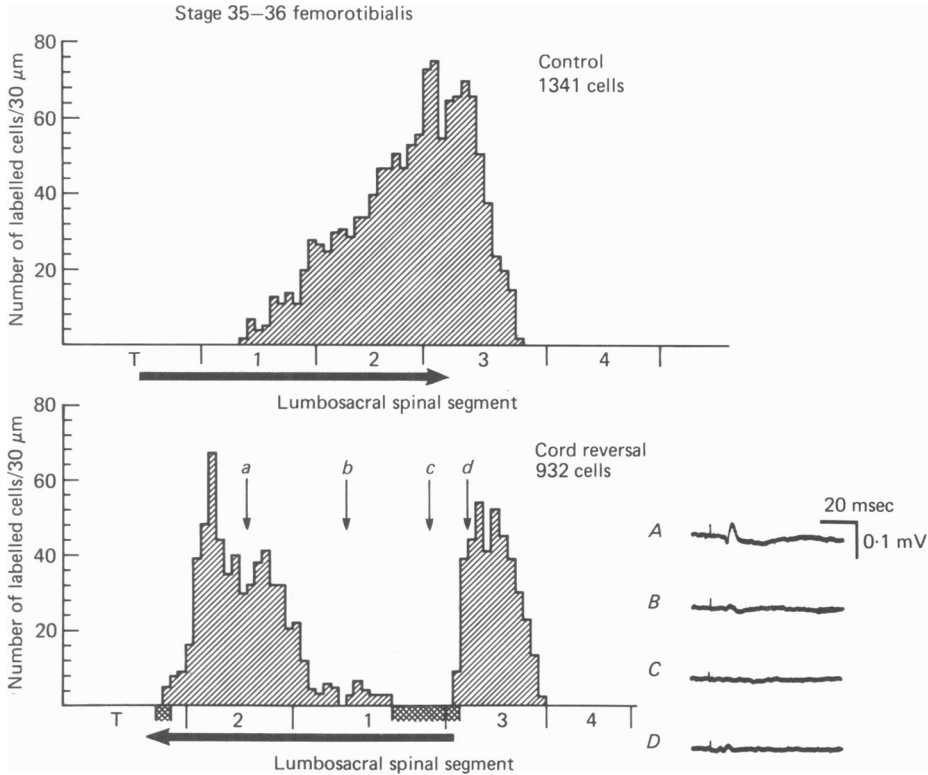 Stage 35–36 femorotibialis
Number of labelled cells/30 μm
80
60
40
20
Control
1341 cells
T 1 2 3 4
Lumbosacral spinal segment
Number of labelled cells/30 μm
80
60
40
20
a b c d
Cord reversal
932 cells
T 2 1 3 4
Lumbosacral spinal segment
20 msec
0·1 mV
A
B
C
D